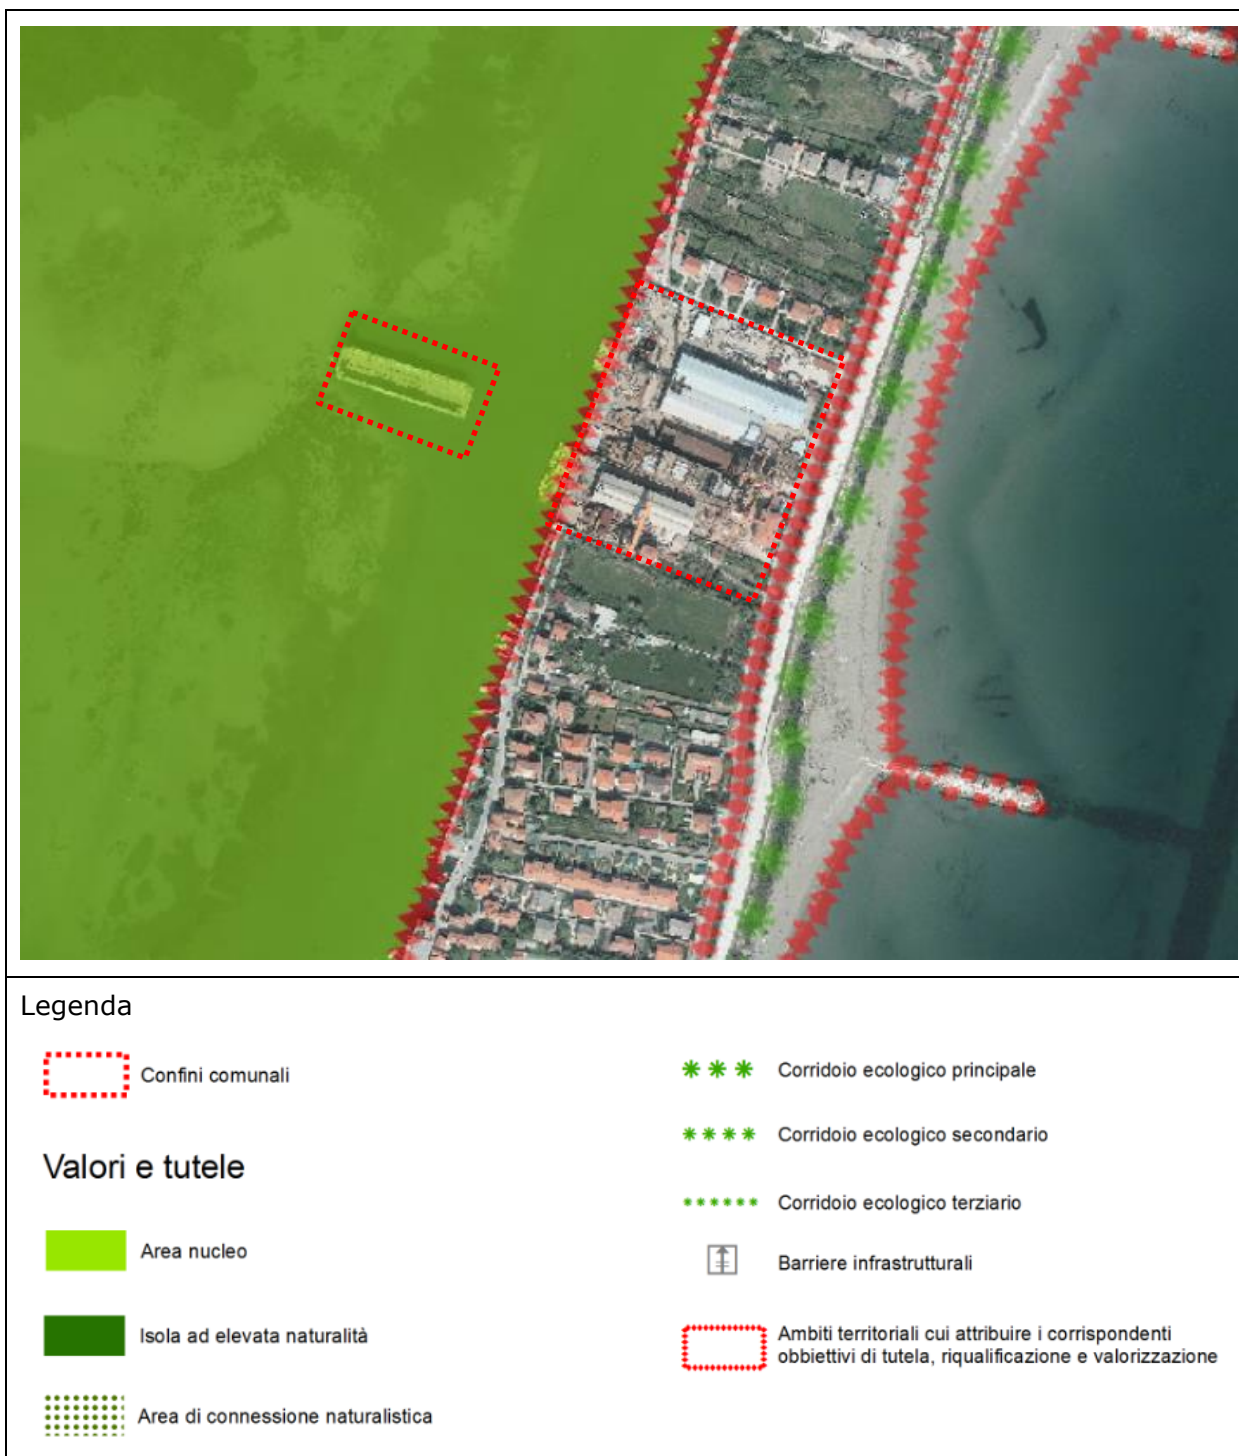 Legenda
Confini comunali
Valori e tutele
Area nucleo
Isola ad elevata naturalità
Area di connessione naturalistica
Corridoio ecologico principale
Corridoio ecologico secondario
Corridoio ecologico terziario
Barriere infrastrutturali
Ambiti territoriali cui attribuire i corrispondenti
obbiettivi di tutela, riqualificazione e valorizzazione